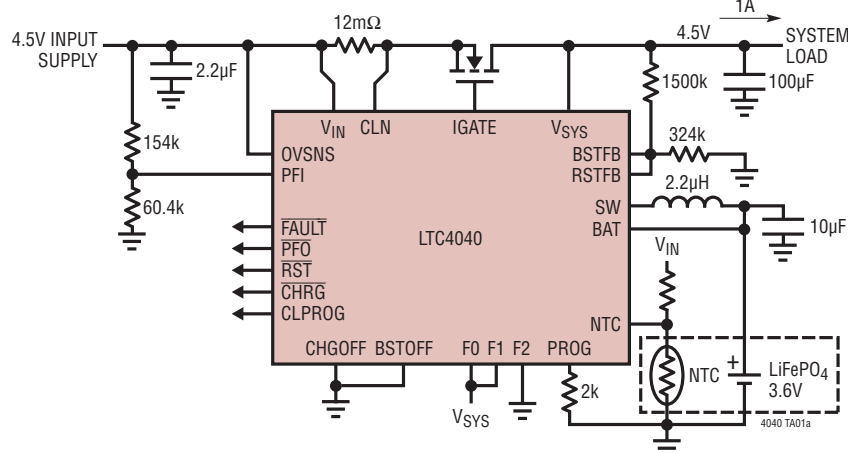 1A
12mΩ
4.5V INPUT
SUPPLY
4.5V
SYSTEM
LOAD
2.2µF
1500k
100µF
VIN
CLN
IGATE
VSYS
154k
OVSNS
BSTFB
324k
PFI
RSTFB
2.2µH
60.4k
SW
10µF
FAULT
LTC4040
BAT
PFO
VIN
RST
CHRG
CLPROG
NTC
CHGOFF
BSTOFF
F0
F1
F2
PROG
2k
NTC
+
LiFePO4
3.6V
VSYS
4040 TA01a